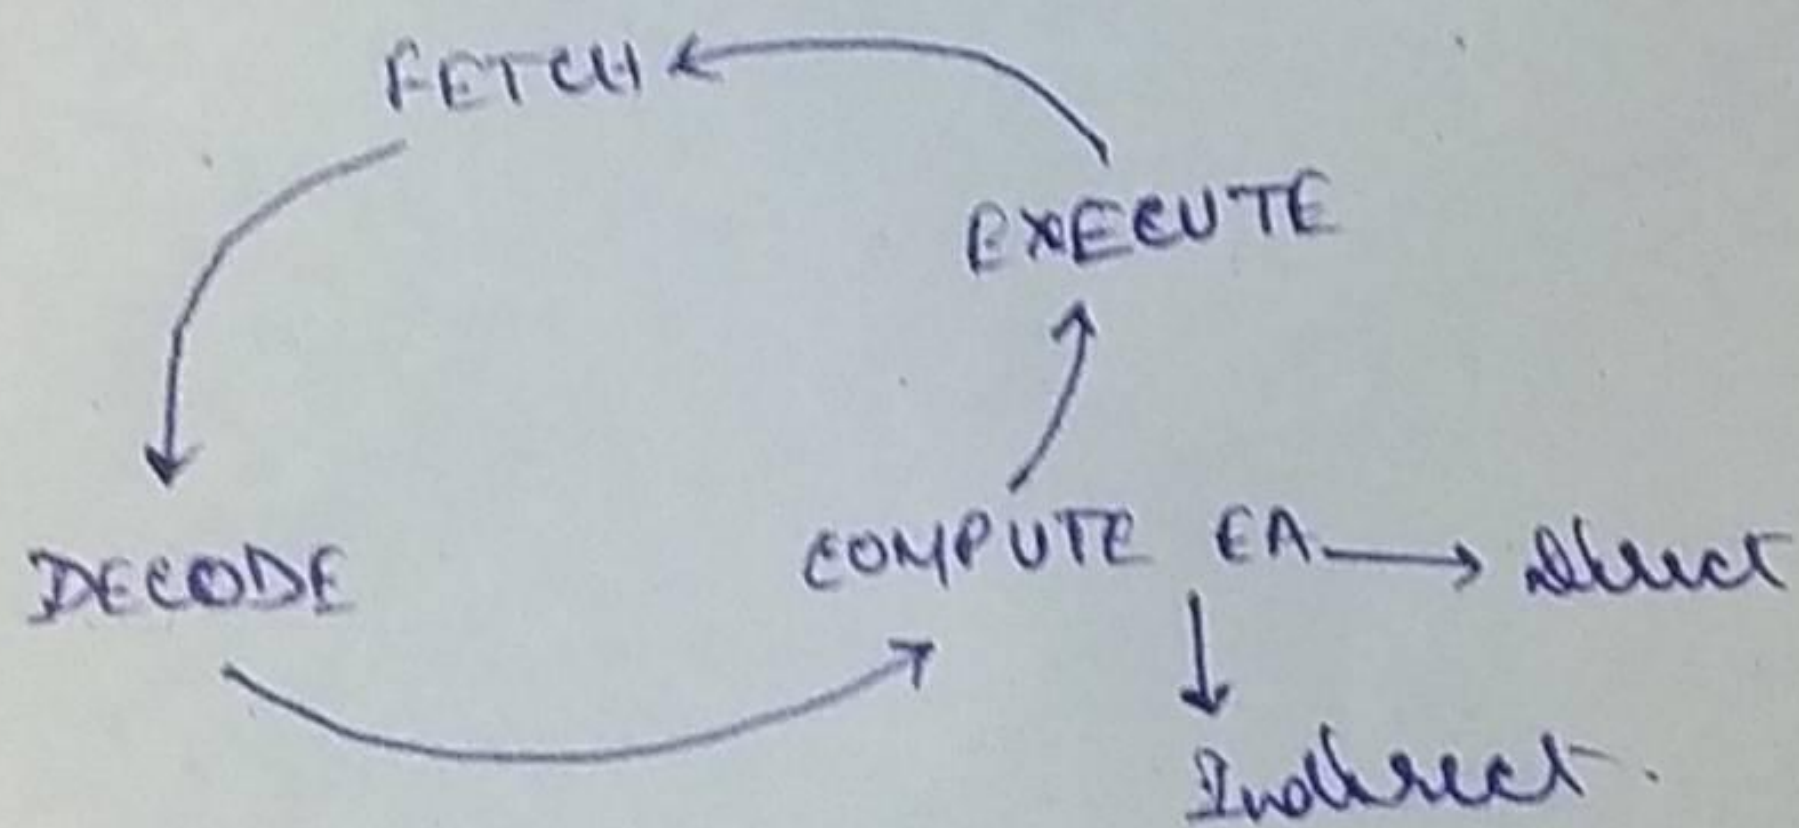 FETCH
EXECUTE
DECODE
COMPUTE EA
Direct
Indirect.